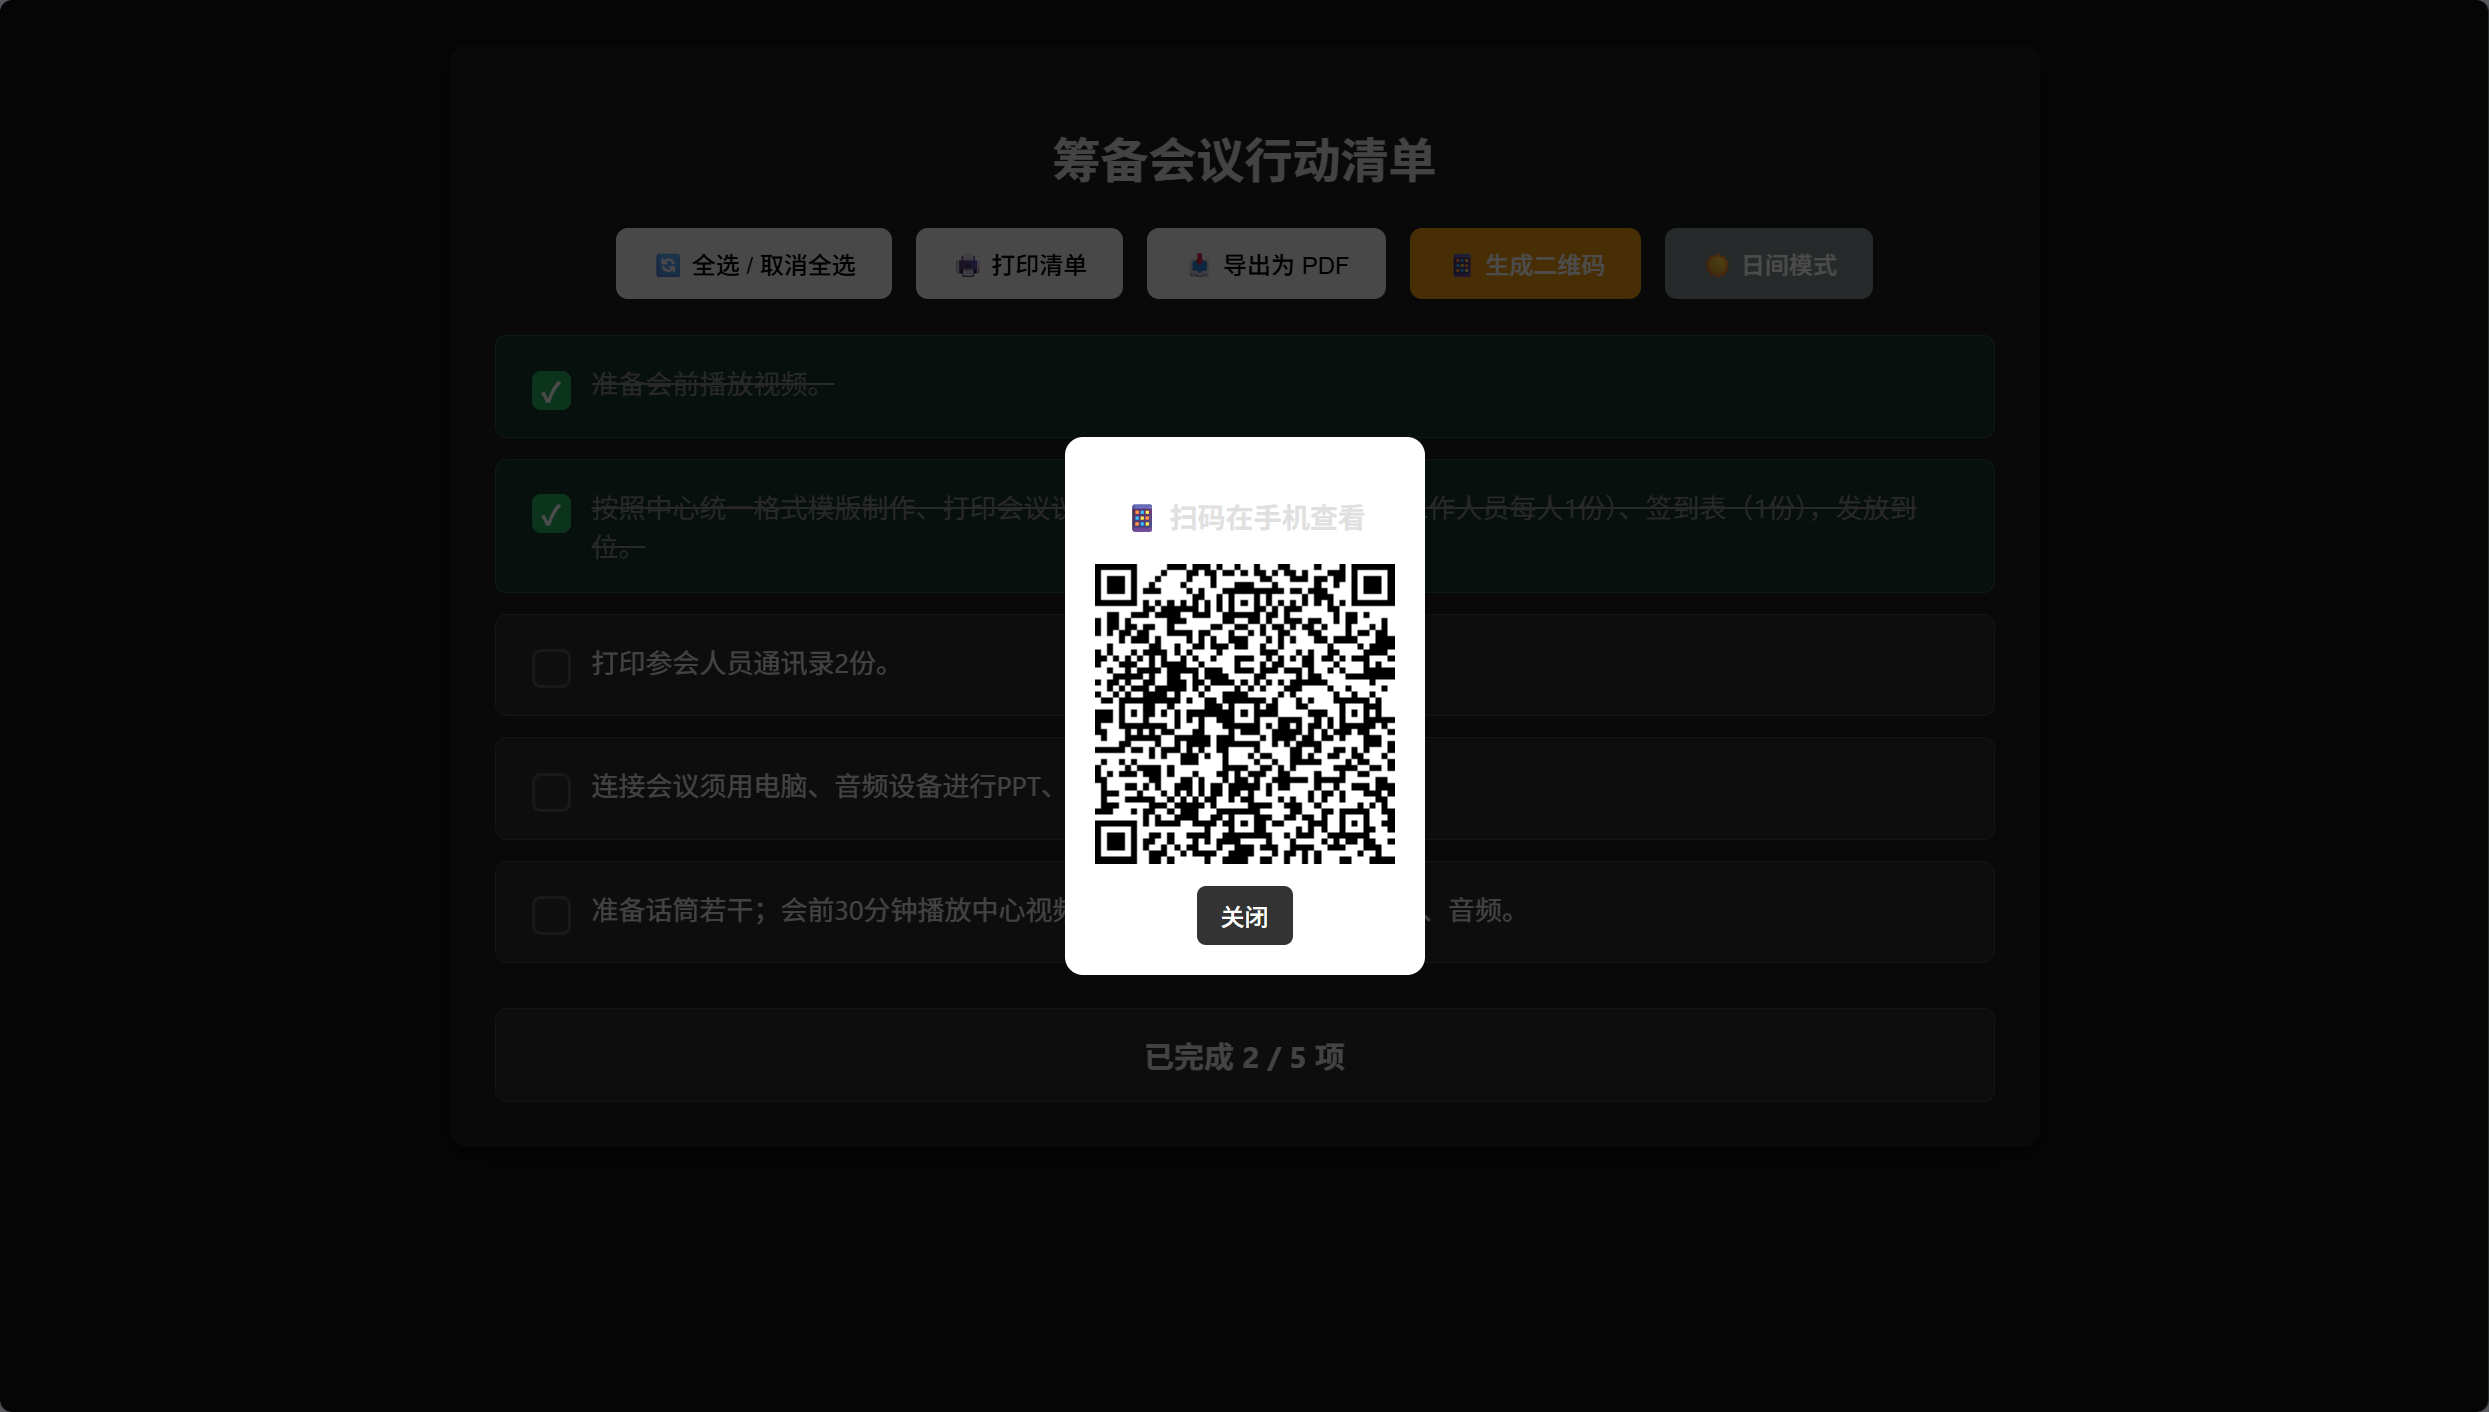 筹备会议行动清单
全选 / 取消全选
打印清单
导出为 PDF
生成二维码
日间模式
准备会前播放视频。
按照中心统一格式模版制作、打印会议议 作人员每人1份）、签到表（1份），发放到
位。
打印参会人员通讯录2份。
连接会议须用电脑、音频设备进行PPT、
准备话筒若干；会前30分钟播放中心视频 、音频。
扫码在手机查看
关闭
已完成 2 / 5 项